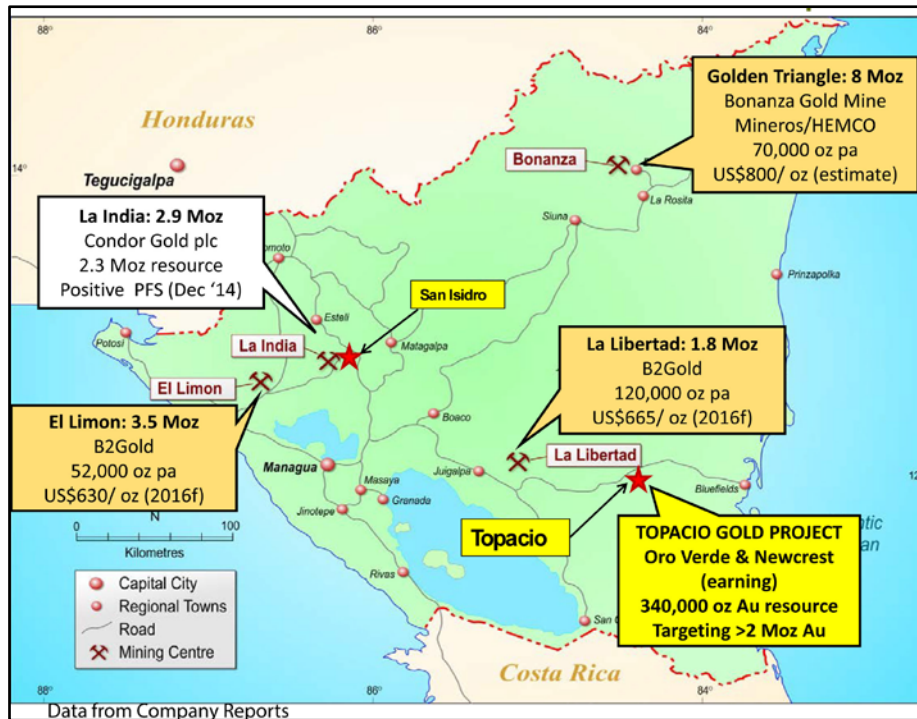 88°
86°
84°
Honduras
Tegucigalpa
14°
Golden Triangle: 8 Moz
Bonanza Gold Mine
Mineros/HEMCO
70,000 oz pa
US$800/ oz (estimate)
Bonanza
La Rosita
Siuna
Prinzapolka
La India: 2.9 Moz
Condor Gold plc
2.3 Moz resource
Positive PFS (Dec ‘14)
San Isidro
Esteli
Potosi
La India
Matagalpa
El Limon
La Libertad: 1.8 Moz
B2Gold
120,000 oz pa
US$665/ oz (2016f)
El Limon: 3.5 Moz
B2Gold
52,000 oz pa
US$630/ oz (2016f)
Boaco
La Libertad
Managua
Juigalpa
Masaya
Granada
Jinotepe
Bluefields
Topacio
TOPACIO GOLD PROJECT
Oro Verde & Newcrest
(earning)
340,000 oz Au resource
Targeting >2 Moz Au
N
0
100
Kilometres
Rivas
Capital City
Regional Towns
Road
Mining Centre
Costa Rica
88°
86°
84°
Data from Company Reports